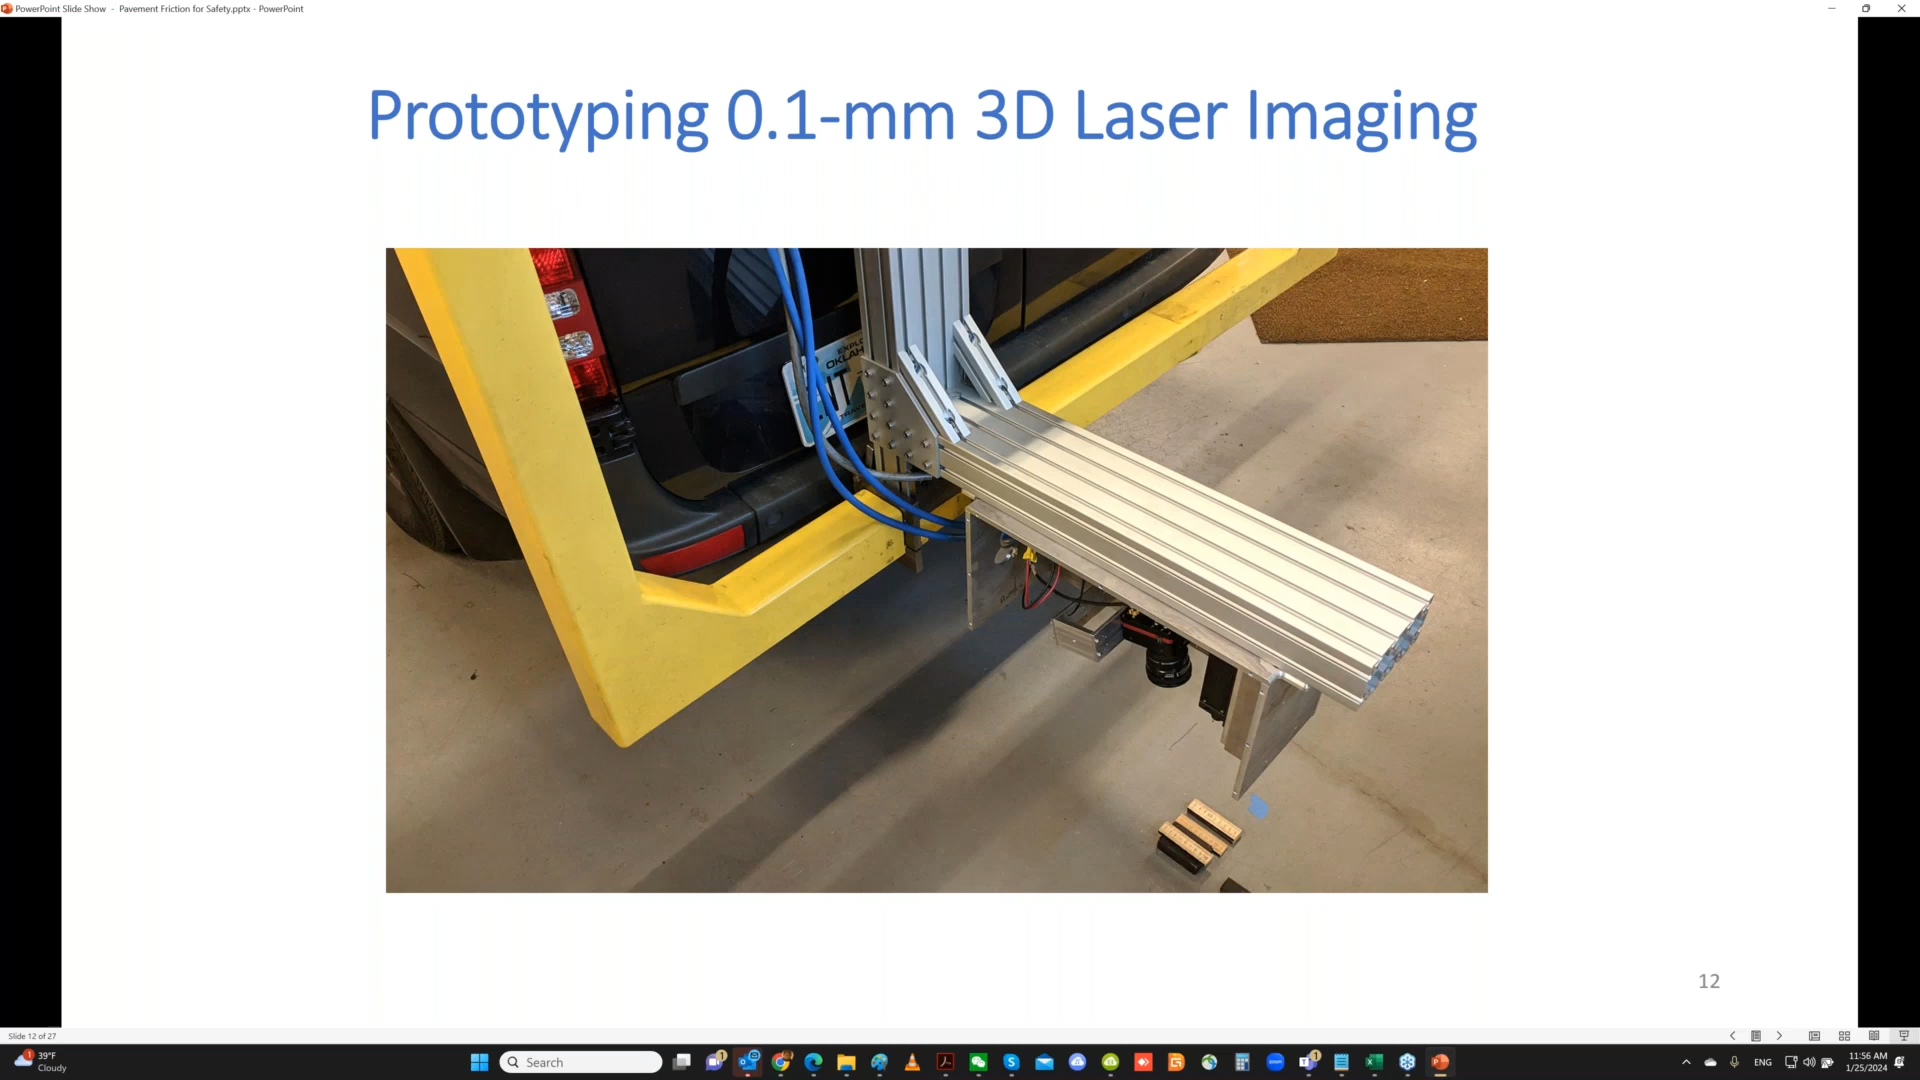 PowerPoint Slide Show - Pavement Friction for Safety.pptx - PowerPoint
Prototyping 0.1-mm 3D Laser Imaging
12
Slide 12 of 27
39°F
Cloudy
Search
ENG
11:56 AM
1/25/2024